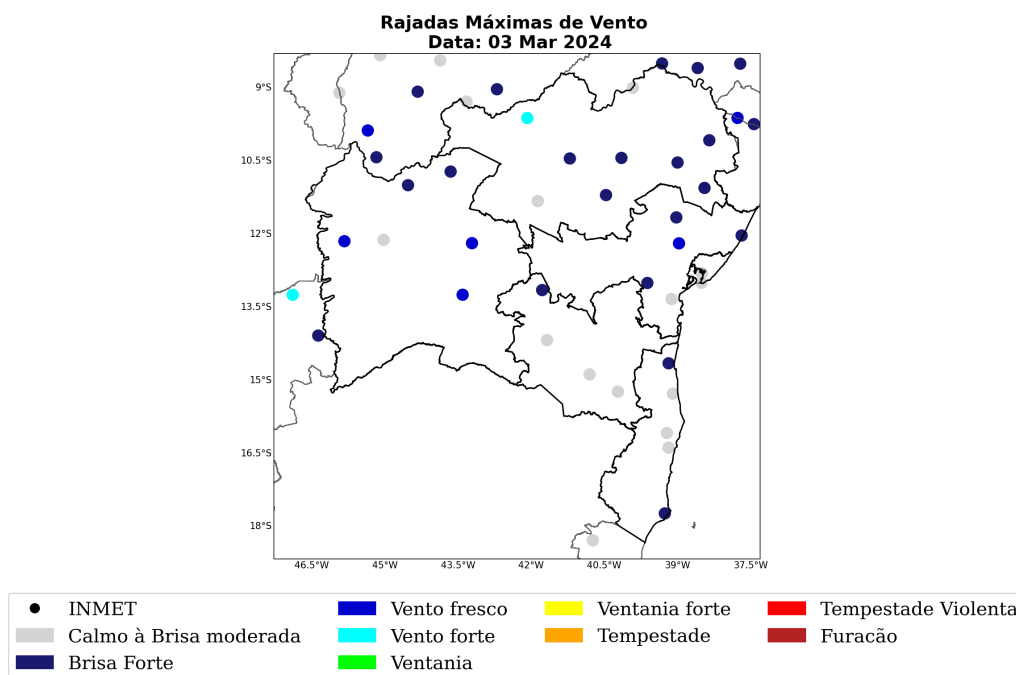 Rajadas Máximas de Vento
Data: 03 Mar 2024
9°S
10.5°S
12°S
13.5°S
15°S
16.5°S
18°S
46.5°W 45°W 43.5°W 42°W 40.5°W 39°W 37.5°W
INMET Vento fresco Ventania forte Tempestade Violenta
Calmo à Brisa moderada Vento forte Tempestade Furacão
Brisa Forte Ventania